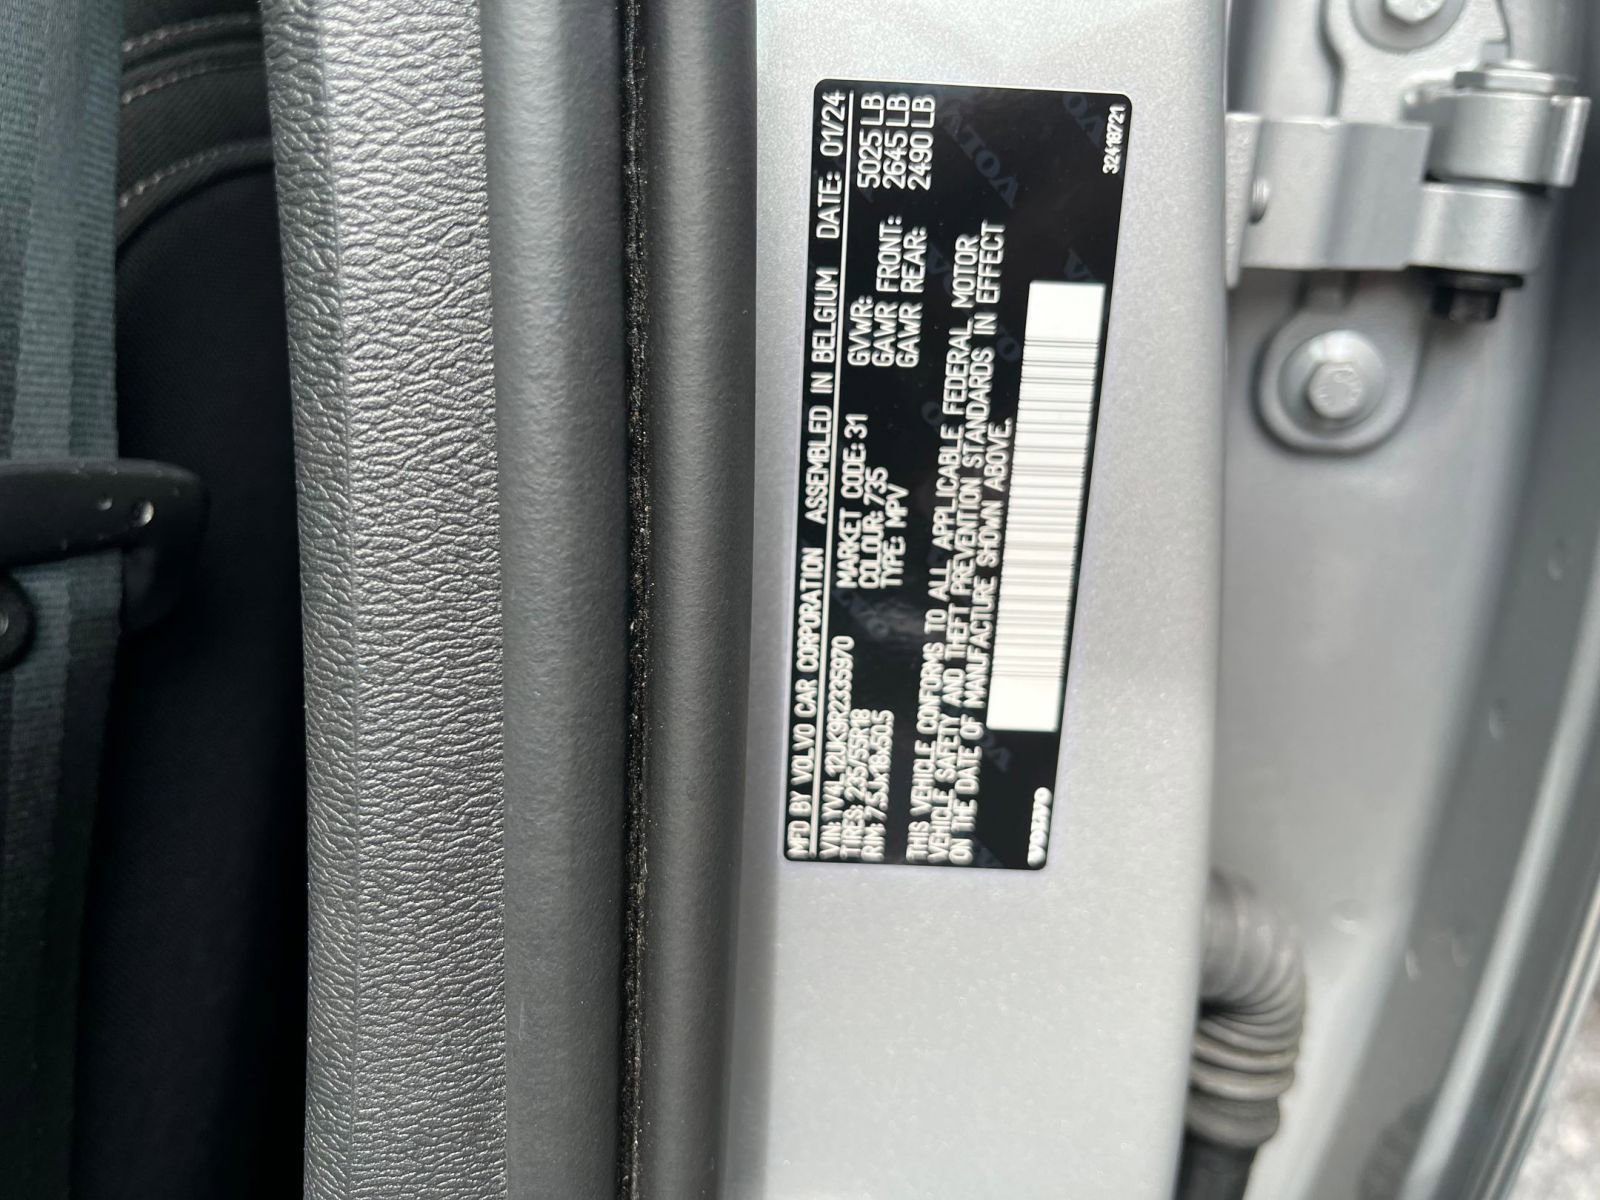 MFD BY VOLVO CAR CORPORATION ASSEMBLED IN BELGIUM DATE: 01/24
VIN: YV4L12UK9R2335970
TIRES: 235/55R18
RIM: 7.5Jx18x50.5
MARKET CODE: 31
COLOUR: 735
TYPE: MPV
GVWR: 5025 LB
GAWR FRONT: 2645 LB
GAWR REAR: 2490 LB
THIS VEHICLE CONFORMS TO ALL APPLICABLE FEDERAL MOTOR
VEHICLE SAFETY AND THEFT PREVENTION STANDARDS IN EFFECT
ON THE DATE OF MANUFACTURE SHOWN ABOVE.
VOLVO
32418721